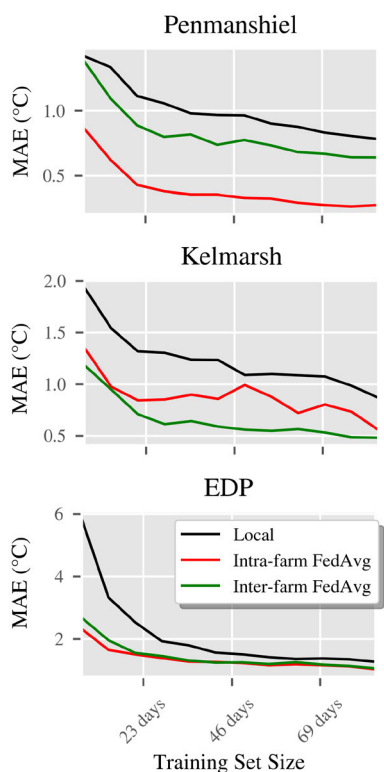 Penmanshiel
MAE (°C)
1.0
0.5
Kelmarsh
MAE (°C)
2.0
1.5
1.0
0.5
EDP
MAE (°C)
6
4
2
Local
Intra-farm FedAvg
Inter-farm FedAvg
23 days
46 days
69 days
Training Set Size